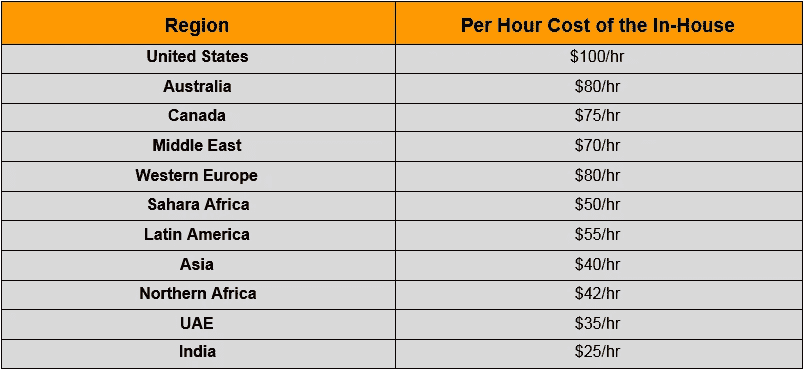 Region Per Hour Cost of the In-House
United States $100/hr
Australia $80/hr
Canada $75/hr
Middle East $70/hr
Western Europe $80/hr
Sahara Africa $50/hr
Latin America $55/hr
Asia $40/hr
Northern Africa $42/hr
UAE $35/hr
India $25/hr